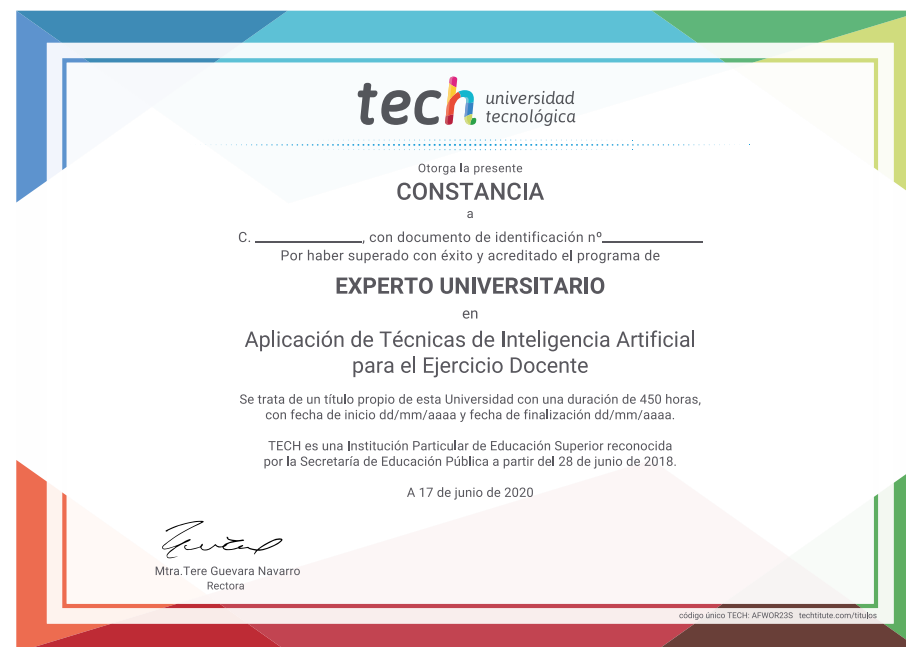 tech universidad
tecnológica
Otorga la presente
CONSTANCIA
a
C. ______________, con documento de identificación nº_____________
Por haber superado con éxito y acreditado el programa de
EXPERTO UNIVERSITARIO
en
Aplicación de Técnicas de Inteligencia Artificial
para el Ejercicio Docente
Se trata de un título propio de esta Universidad con una duración de 450 horas,
con fecha de inicio dd/mm/aaaa y fecha de finalización dd/mm/aaaa.
TECH es una Institución Particular de Educación Superior reconocida
por la Secretaría de Educación Pública a partir del 28 de junio de 2018.
A 17 de junio de 2020
Mtra.Tere Guevara Navarro
Rectora
código único TECH: AFWOR23S techtitute.com/titulos